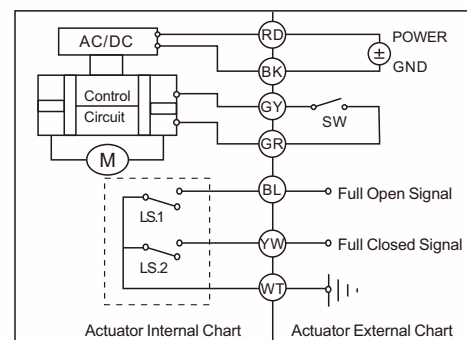 AC/DC
RD
POWER
±
BK
GND
Control
Circuit
GY
SW
GR
M
BL
Full Open Signal
LS.1
YW
Full Closed Signal
LS.2
WT
Actuator Internal Chart
Actuator External Chart